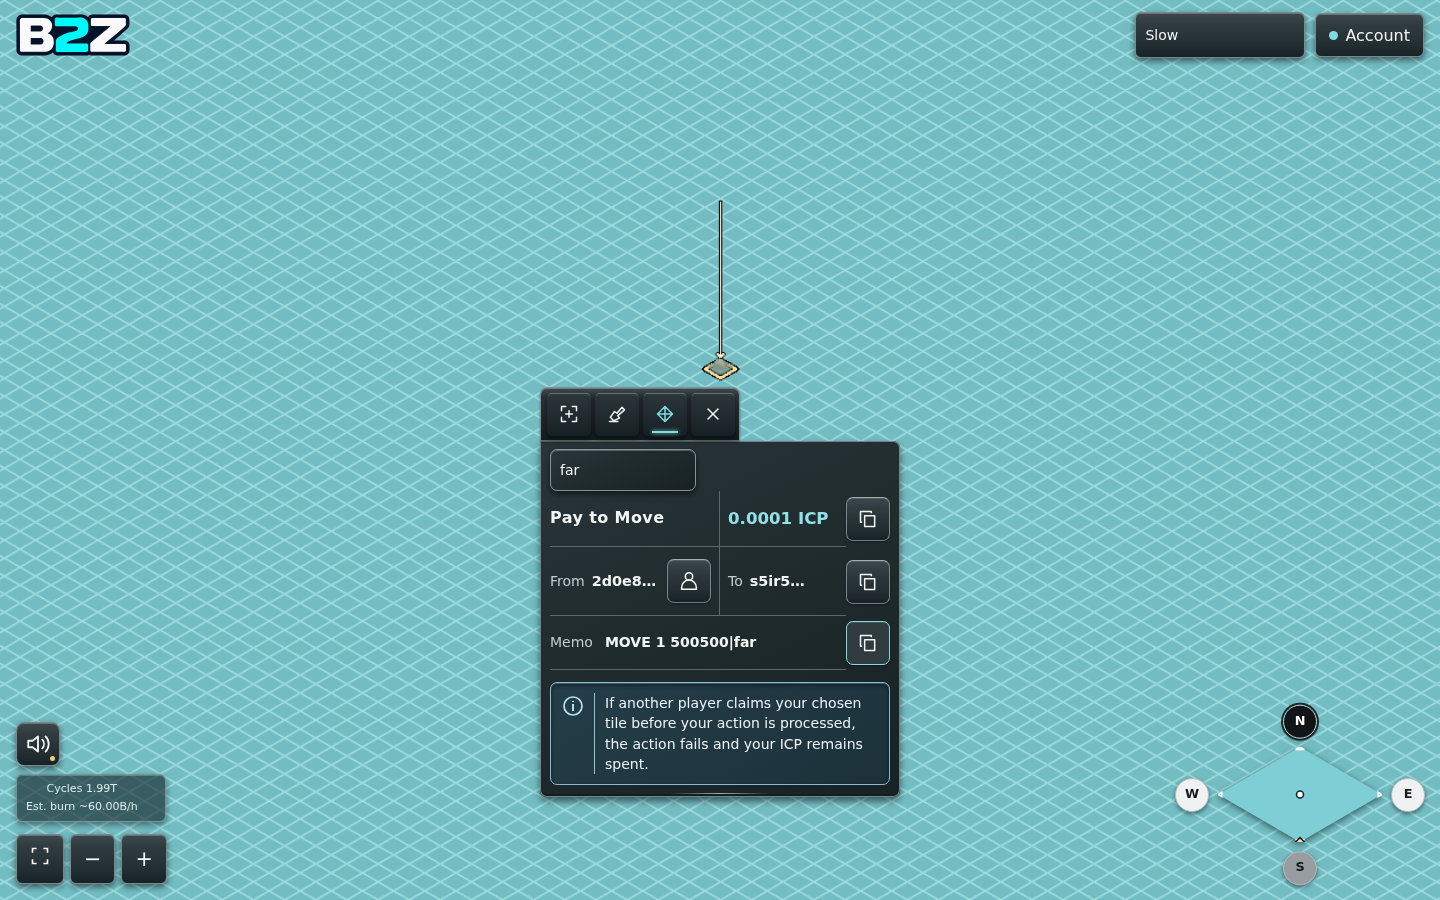 B2Z
Slow
Account
far
Pay to Move
0.0001 ICP
From 2d0e8…
To s5ir5…
Memo MOVE 1 500500|far
If another player claims your chosen
tile before your action is processed,
the action fails and your ICP remains
spent.
Cycles 1.99T
Est. burn ~60.00B/h
N
W
E
S